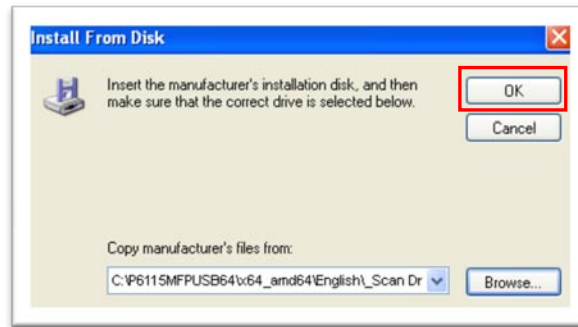 Install From Disk
Insert the manufacturer's installation disk, and then
make sure that the correct drive is selected below.
OK
Cancel
Copy manufacturer's files from:
C:\P6115MFPUSB64\x64_amd64\English\_Scan Dr
Browse...